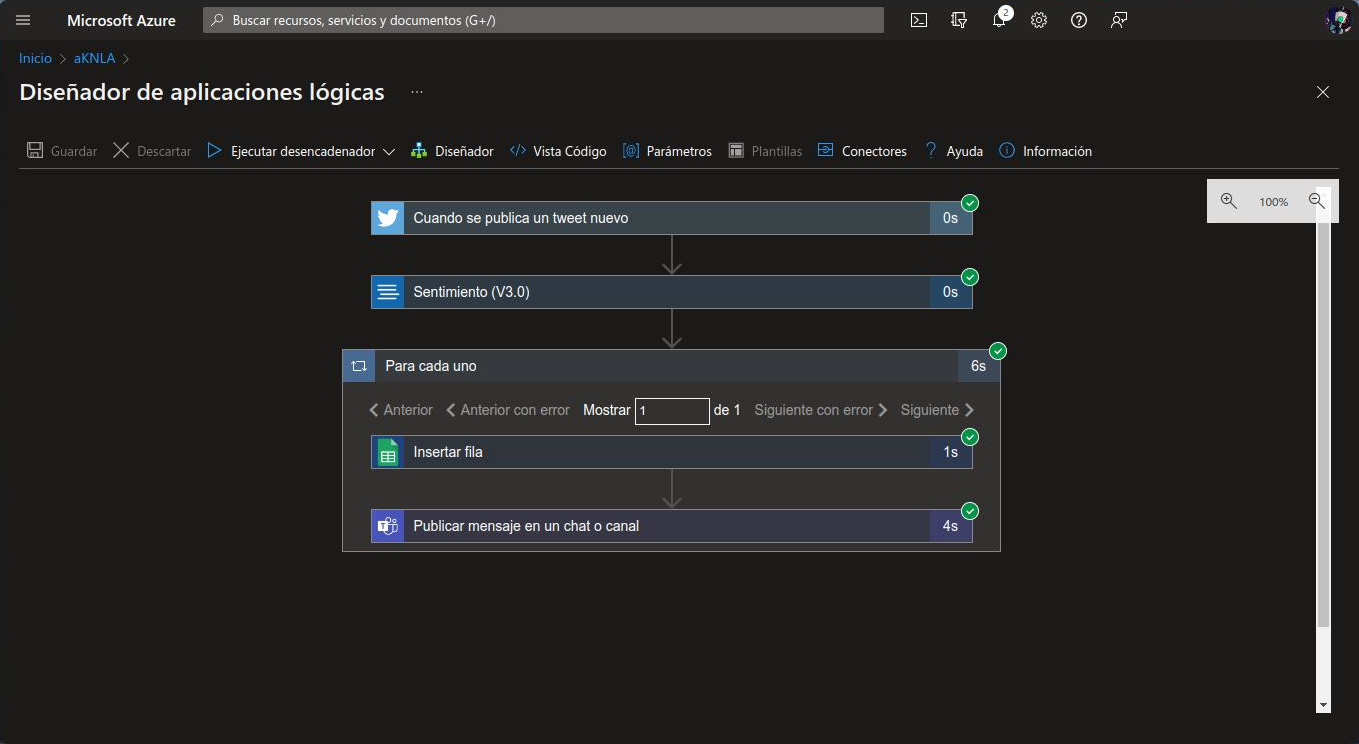 Microsoft Azure Buscar recursos, servicios y documentos (G+/) 2
Inicio > aKNLA >
Diseñador de aplicaciones lógicas ...
Guardar Descartar Ejecutar desencadenador Diseñador Vista Código Parámetros Plantillas Conectores Ayuda Información
100%
Cuando se publica un tweet nuevo 0s
Sentimiento (V3.0) 0s
Para cada uno 6s
Anterior Anterior con error Mostrar 1 de 1 Siguiente con error Siguiente
Insertar fila 1s
Publicar mensaje en un chat o canal 4s